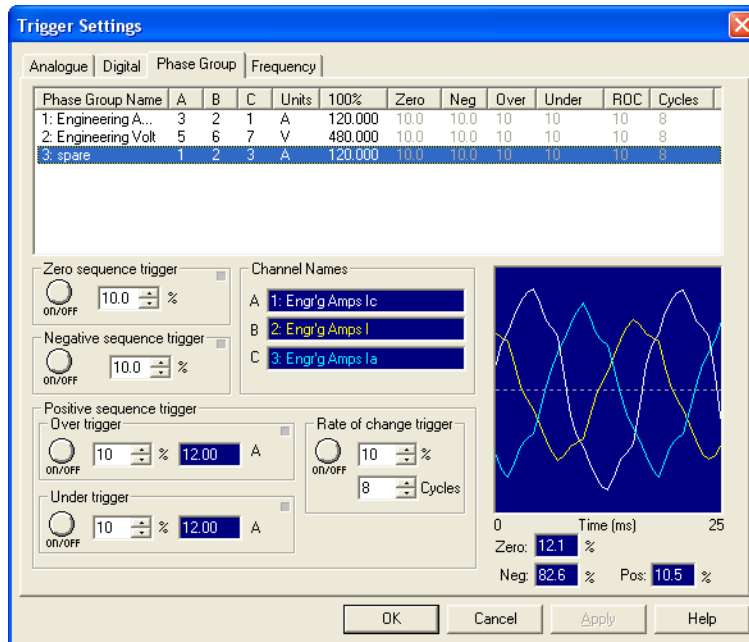 Trigger Settings
Analogue Digital Phase Group Frequency
Phase Group Name A B C Units 100% Zero Neg Over Under ROC Cycles
1: Engineering A... 3 2 1 A 120.000 10.0 10.0 10 10 10 8
2: Engineering Volt 5 6 7 V 480.000 10.0 10.0 10 10 10 8
3: spare 1 2 3 A 120.000 10.0 10.0 10 10 10 8
Zero sequence trigger
on/off 10.0 %
Negative sequence trigger
on/off 10.0 %
Channel Names
A 1: Engr'g Amps Ic
B 2: Engr'g Amps I
C 3: Engr'g Amps Ia
Positive sequence trigger
Over trigger
on/off 10 % 12.00 A
Under trigger
on/off 10 % 12.00 A
Rate of change trigger
on/off 10 %
8 Cycles
0 Time (ms) 25
Zero: 12.1 %
Neg: 82.6 % Pos: 10.5 %
OK Cancel Apply Help